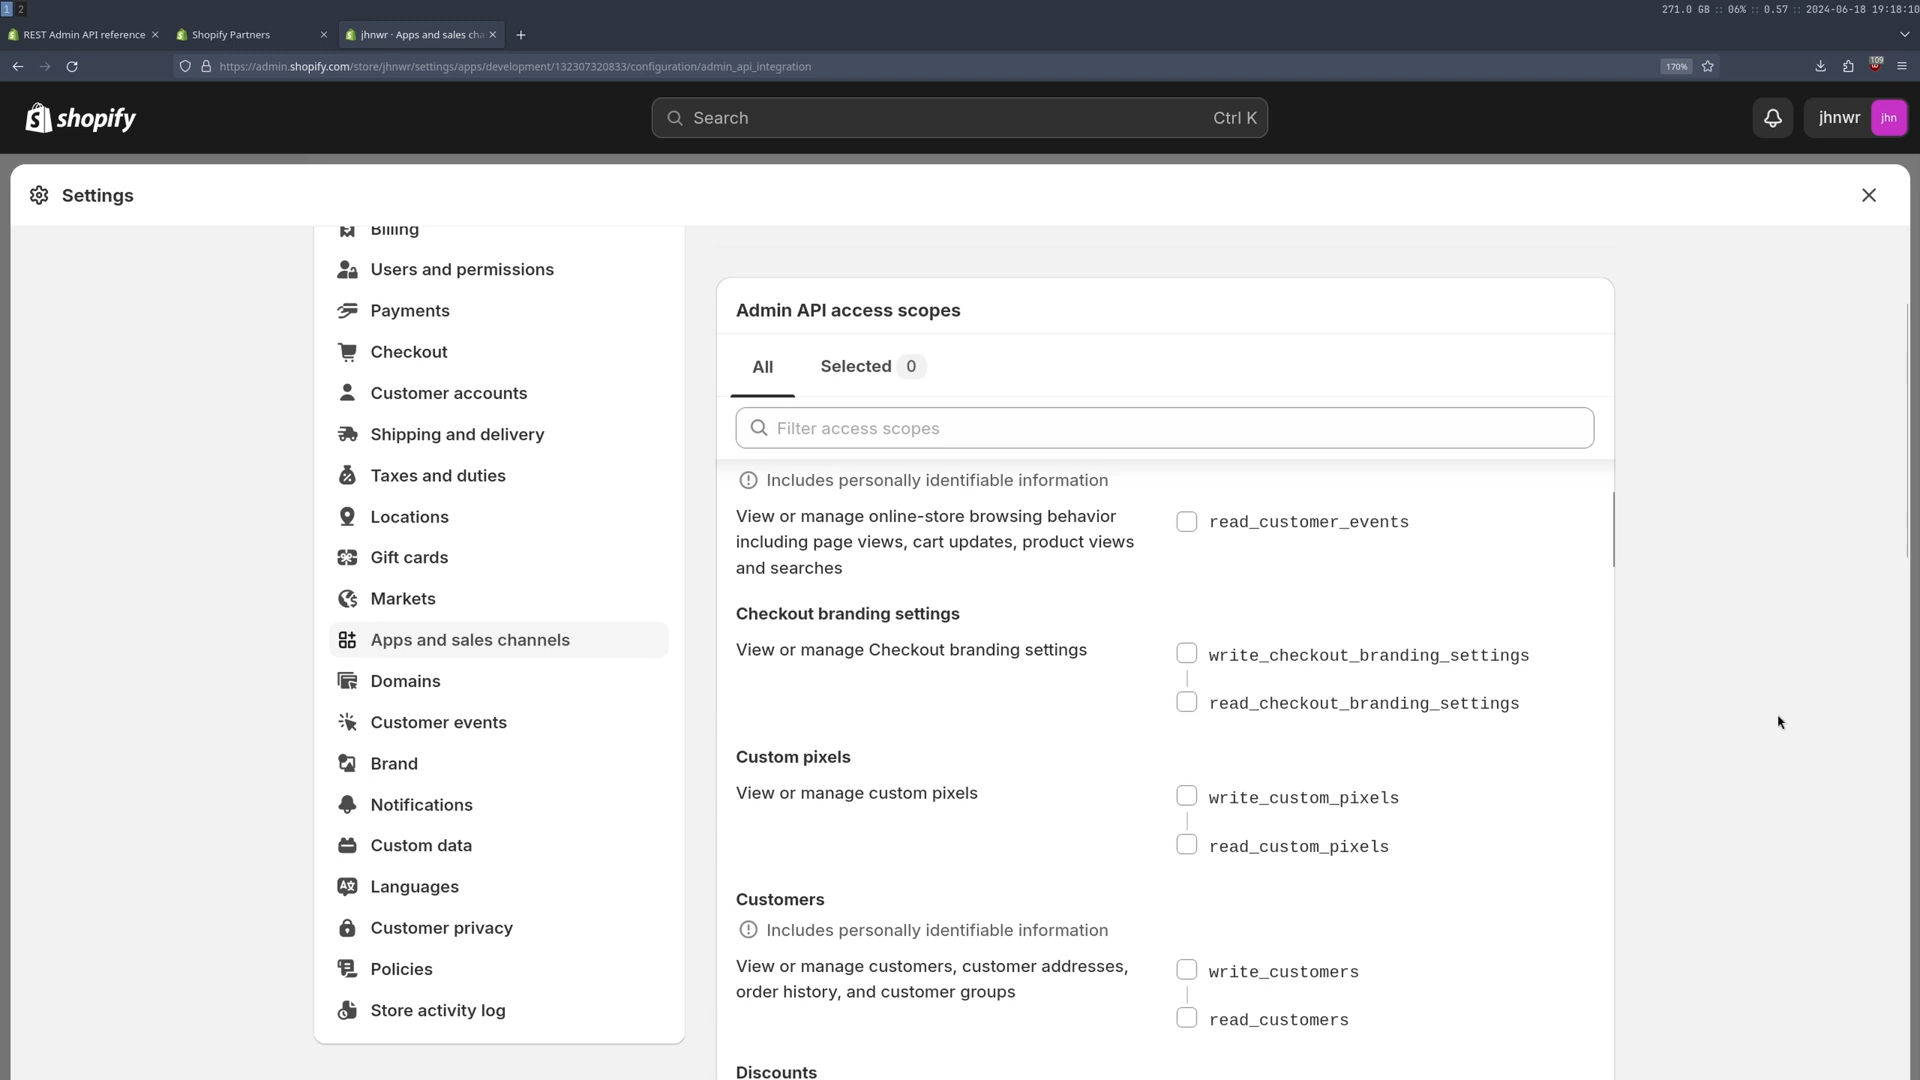 1 2
271.0 GB :: 06% :: 0.57 :: 2024-06-18 19:18:10
REST Admin API reference
Shopify Partners
jhnwr · Apps and sales cha
https://admin.shopify.com/store/jhnwr/settings/apps/development/132307320833/configuration/admin_api_integration
170%
109
shopify
Search
Ctrl K
jhnwr
jhn
Settings
Billing
Users and permissions
Payments
Checkout
Customer accounts
Shipping and delivery
Taxes and duties
Locations
Gift cards
Markets
Apps and sales channels
Domains
Customer events
Brand
Notifications
Custom data
Languages
Customer privacy
Policies
Store activity log
Admin API access scopes
All
Selected 0
Filter access scopes
Includes personally identifiable information
View or manage online-store browsing behavior
including page views, cart updates, product views
and searches
read_customer_events
Checkout branding settings
View or manage Checkout branding settings
write_checkout_branding_settings
read_checkout_branding_settings
Custom pixels
View or manage custom pixels
write_custom_pixels
read_custom_pixels
Customers
Includes personally identifiable information
View or manage customers, customer addresses,
order history, and customer groups
write_customers
read_customers
Discounts